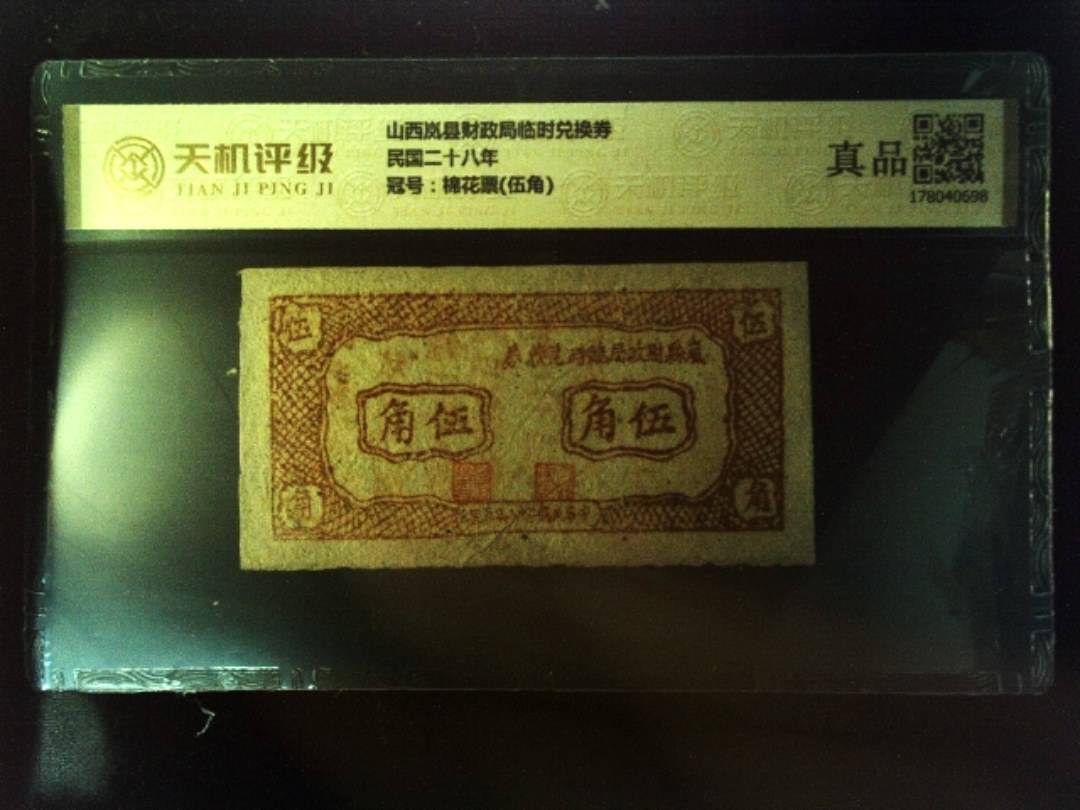 天机评级
TIAN JI PING JI
山西岚县财政局临时兑换券
民国二十八年
冠号：棉花票(伍角)
真品
178040698
伍
伍
角伍
角伍
角
角